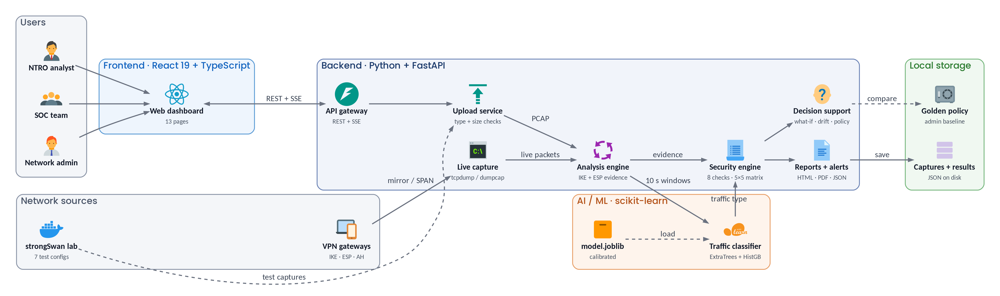 Users
NTRO analyst
SOC team
Network admin
Frontend · React 19 + TypeScript
Web dashboard
13 pages
REST + SSE
Backend · Python + FastAPI
API gateway
REST + SSE
Upload service
type + size checks
PCAP
C:\
Live capture
tcpdump / dumpcap
live packets
mirror / SPAN
Analysis engine
IKE + ESP evidence
evidence
10 s windows
Security engine
8 checks · 5×5 matrix
traffic type
?
Decision support
what-if · drift · policy
Reports + alerts
HTML · PDF · JSON
compare
save
Local storage
Golden policy
admin baseline
Captures + results
JSON on disk
Network sources
strongSwan lab
7 test configs
VPN gateways
IKE · ESP · AH
test captures
AI / ML · scikit-learn
model.joblib
calibrated
load
learn
Traffic classifier
ExtraTrees + HistGB